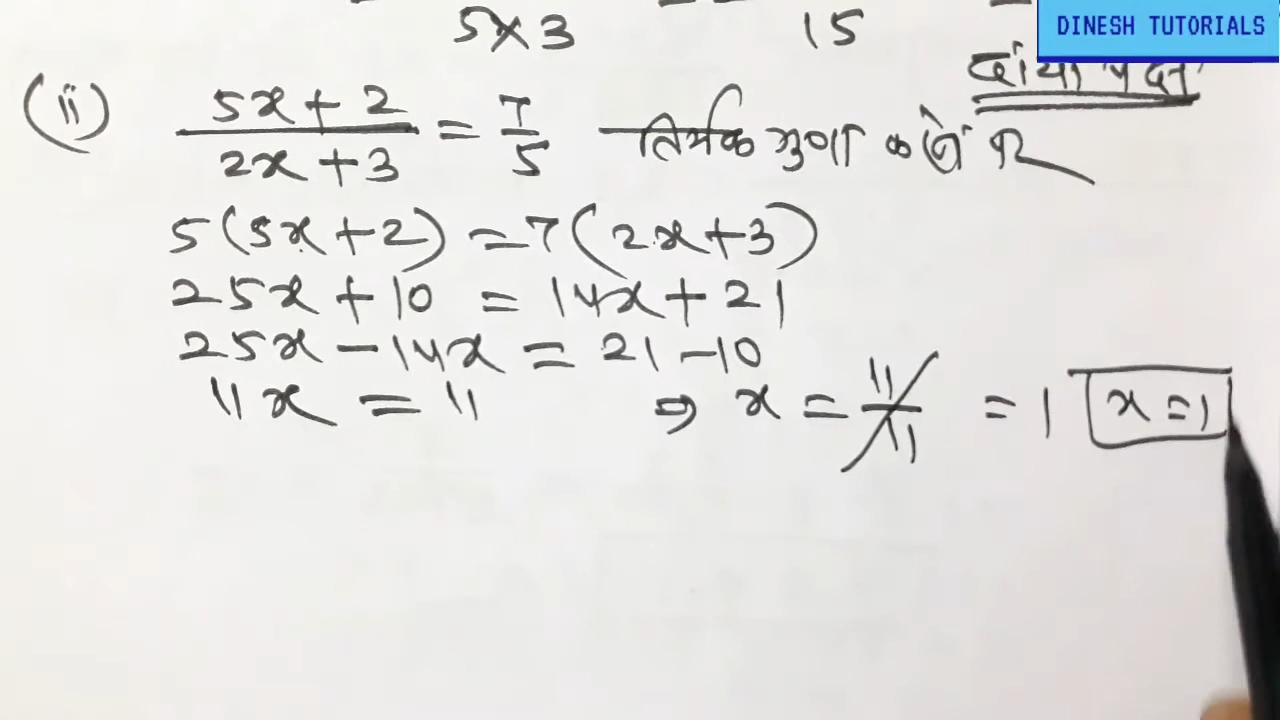 5×3 15
DINESH TUTORIALS
दांया पक्ष
(ii) (5x+2)/(2x+3) = 7/5 तिर्यक गुणा करने पर
5(5x+2) = 7(2x+3)
25x+10 = 14x+21
25x-14x = 21-10
11x = 11 ⇒ x = 11/11 = 1 x=1